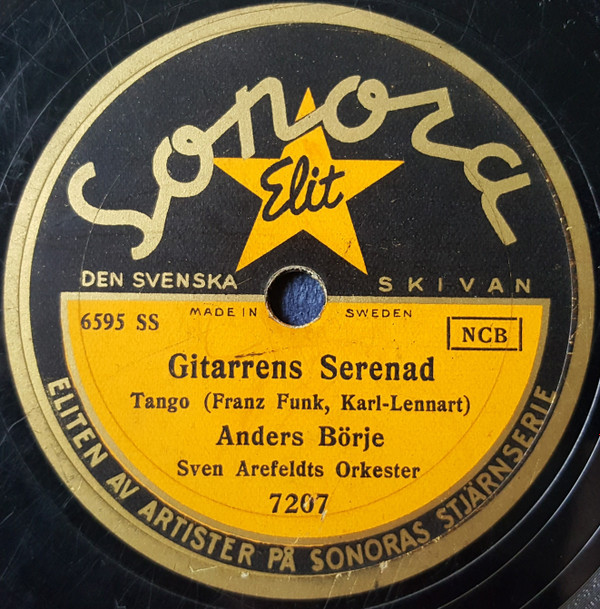 Sonora
Elit
DEN SVENSKA SKIVAN
MADE IN SWEDEN
6595 SS
NCB
Gitarrens Serenad
Tango (Franz Funk, Karl-Lennart)
Anders Börje
Sven Arefeldts Orkester
7207
ELITEN AV ARTISTER PÅ SONORAS STJÄRNSERIE